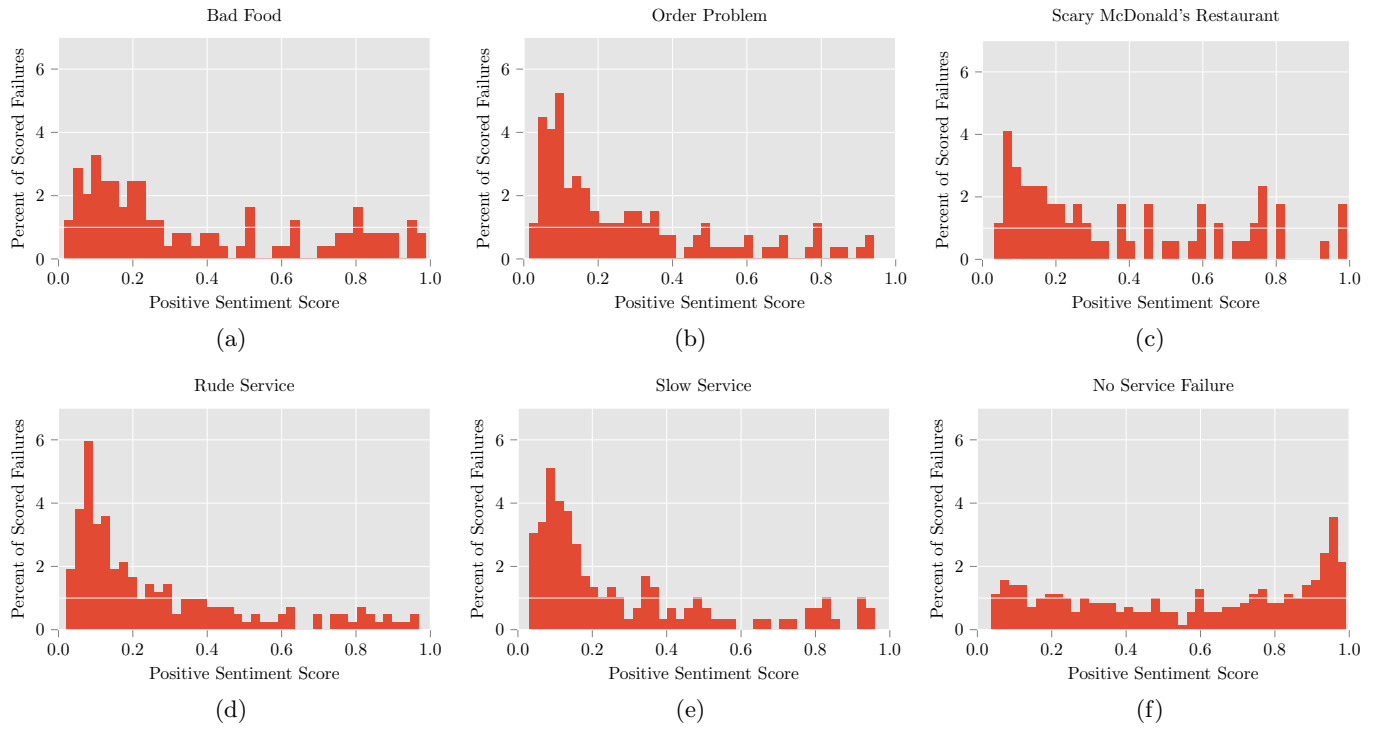 Bad Food
Percent of Scored Failures
6
4
2
0
0.0 0.2 0.4 0.6 0.8 1.0
Positive Sentiment Score
(a)
Order Problem
Percent of Scored Failures
6
4
2
0
0.0 0.2 0.4 0.6 0.8 1.0
Positive Sentiment Score
(b)
Scary McDonald's Restaurant
Percent of Scored Failures
6
4
2
0
0.0 0.2 0.4 0.6 0.8 1.0
Positive Sentiment Score
(c)
Rude Service
Percent of Scored Failures
6
4
2
0
0.0 0.2 0.4 0.6 0.8 1.0
Positive Sentiment Score
(d)
Slow Service
Percent of Scored Failures
6
4
2
0
0.0 0.2 0.4 0.6 0.8 1.0
Positive Sentiment Score
(e)
No Service Failure
Percent of Scored Failures
6
4
2
0
0.0 0.2 0.4 0.6 0.8 1.0
Positive Sentiment Score
(f)